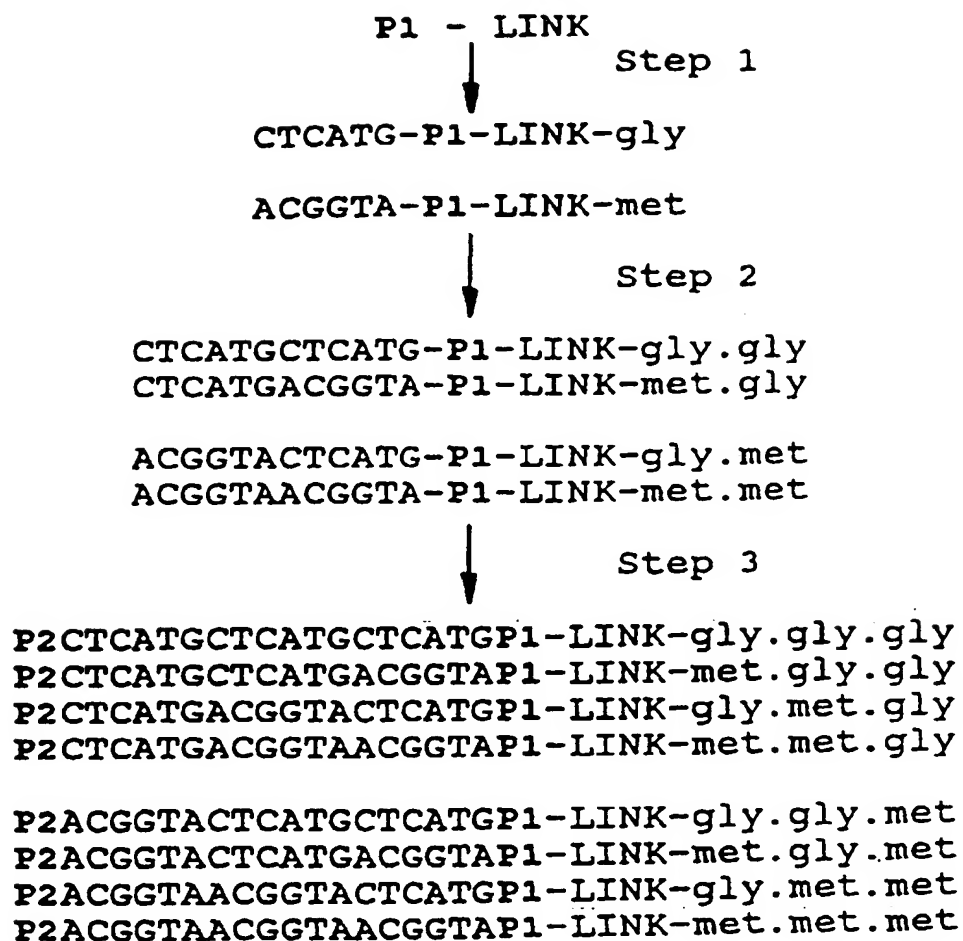 P1 - LINK
Step 1
CTCATG-P1-LINK-gly
ACGGTA-P1-LINK-met
Step 2
CTCATGCTCATG-P1-LINK-gly.gly
CTCATGACGGTA-P1-LINK-met.gly
ACGGTACTCATG-P1-LINK-gly.met
ACGGTAACGGTA-P1-LINK-met.met
Step 3
P2CTCATGCTCATGCTCATGP1-LINK-gly.gly.gly
P2CTCATGCTCATGACGGTAP1-LINK-met.gly.gly
P2CTCATGACGGTACTCATGP1-LINK-gly.met.gly
P2CTCATGACGGTAACGGTAP1-LINK-met.met.gly
P2ACGGTACTCATGCTCATGP1-LINK-gly.gly.met
P2ACGGTACTCATGACGGTAP1-LINK-met.gly.met
P2ACGGTAACGGTACTCATGP1-LINK-gly.met.met
P2ACGGTAACGGTAACGGTAP1-LINK-met.met.met